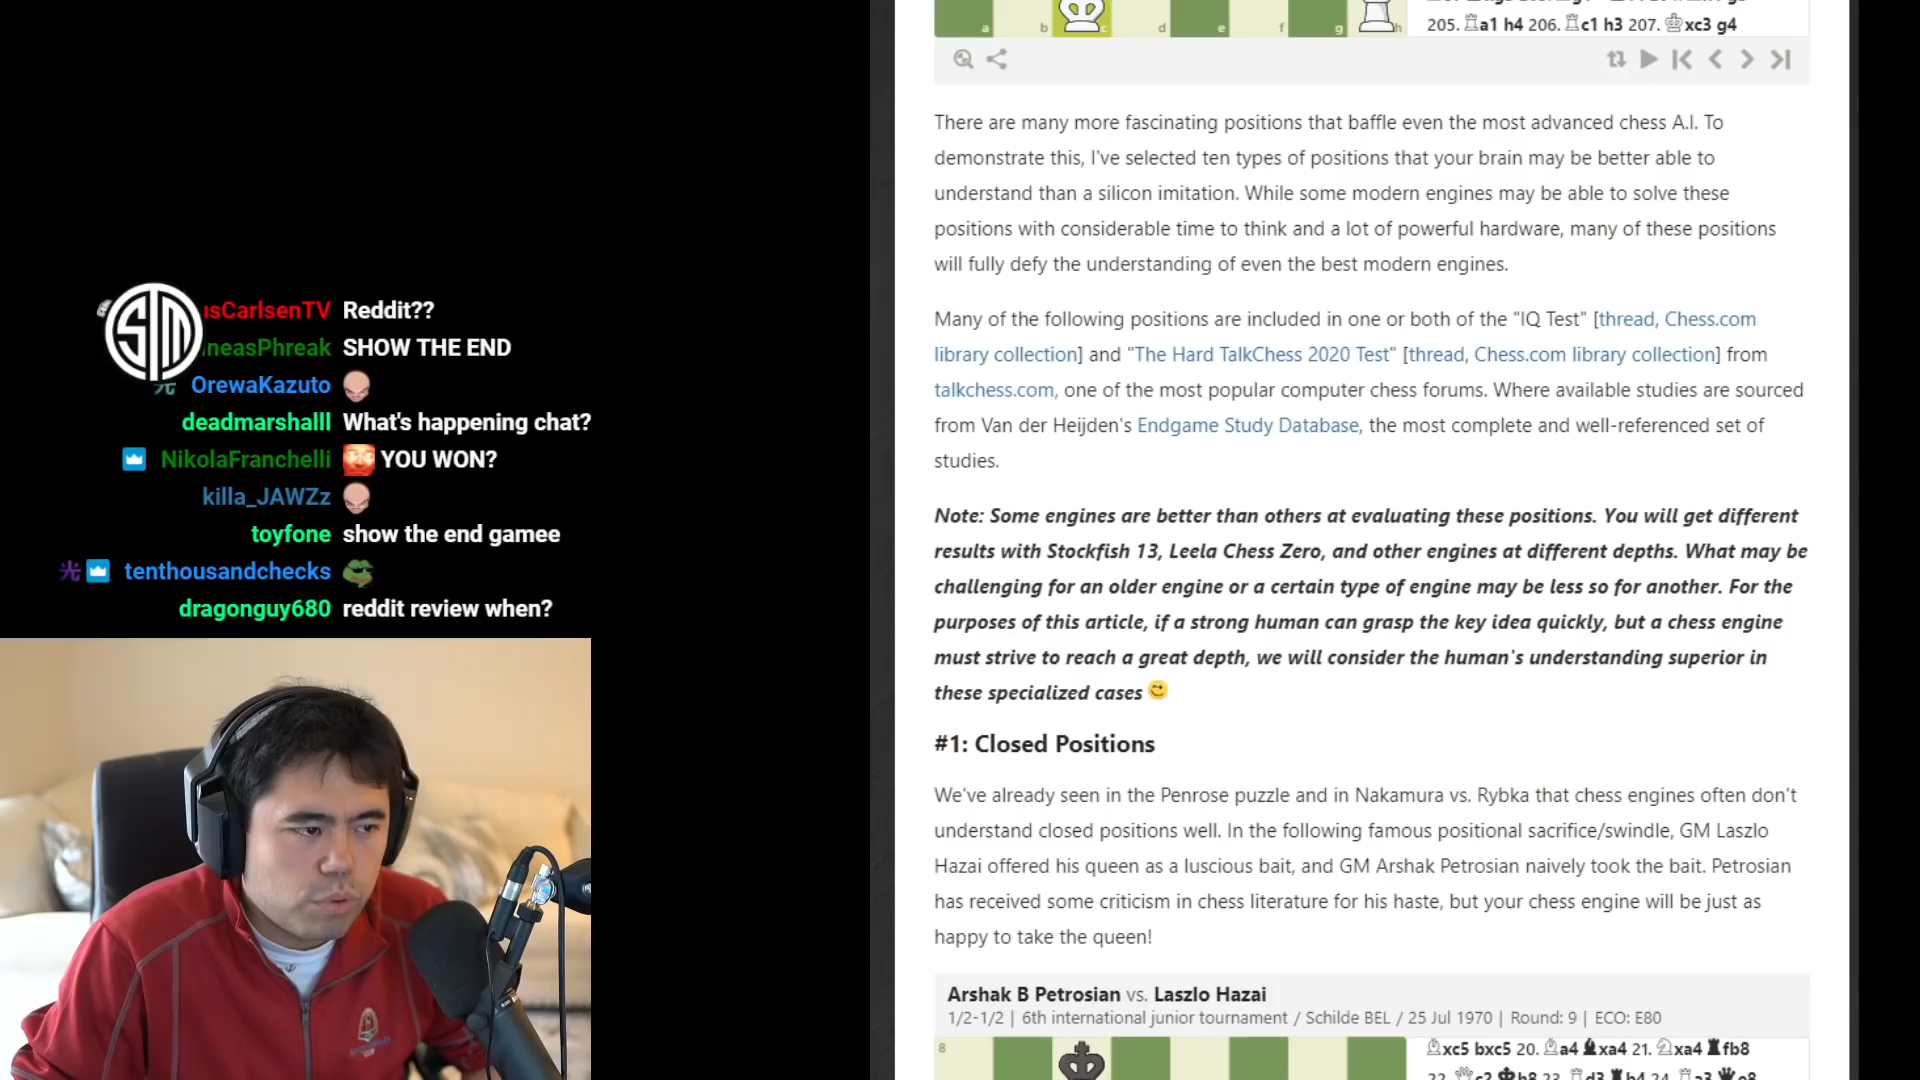 a b c d e f g h
205. ♖a1 h4 206. ♖c1 h3 207. ♔xc3 g4
There are many more fascinating positions that baffle even the most advanced chess A.I. To
demonstrate this, I've selected ten types of positions that your brain may be better able to
understand than a silicon imitation. While some modern engines may be able to solve these
positions with considerable time to think and a lot of powerful hardware, many of these positions
will fully defy the understanding of even the best modern engines.
Many of the following positions are included in one or both of the "IQ Test" [thread, Chess.com
library collection] and "The Hard TalkChess 2020 Test" [thread, Chess.com library collection] from
talkchess.com, one of the most popular computer chess forums. Where available studies are sourced
from Van der Heijden's Endgame Study Database, the most complete and well-referenced set of
studies.
Note: Some engines are better than others at evaluating these positions. You will get different
results with Stockfish 13, Leela Chess Zero, and other engines at different depths. What may be
challenging for an older engine or a certain type of engine may be less so for another. For the
purposes of this article, if a strong human can grasp the key idea quickly, but a chess engine
must strive to reach a great depth, we will consider the human's understanding superior in
these specialized cases
#1: Closed Positions
We've already seen in the Penrose puzzle and in Nakamura vs. Rybka that chess engines often don't
understand closed positions well. In the following famous positional sacrifice/swindle, GM Laszlo
Hazai offered his queen as a luscious bait, and GM Arshak Petrosian naively took the bait. Petrosian
has received some criticism in chess literature for his haste, but your chess engine will be just as
happy to take the queen!
Arshak B Petrosian vs. Laszlo Hazai
1/2-1/2 | 6th international junior tournament / Schilde BEL / 25 Jul 1970 | Round: 9 | ECO: E80
8
♗xc5 bxc5 20. ♗a4 ♝xa4 21. ♘xa4 ♜fb8
TSM
usCarlsenTV Reddit??
neasPhreak SHOW THE END
光 OrewaKazuto
deadmarshalll What's happening chat?
NikolaFranchelli YOU WON?
killa_JAWZz
toyfone show the end gamee
光 tenthousandchecks
dragonguy680 reddit review when?